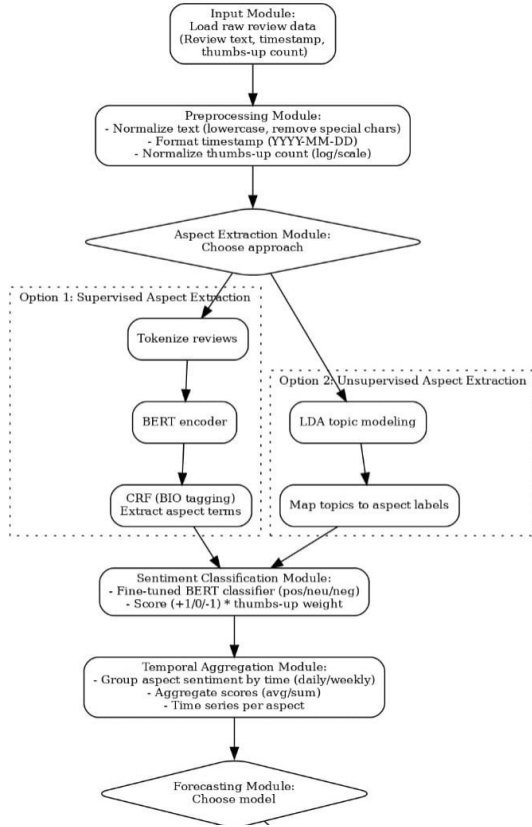 Input Module:
Load raw review data
(Review text, timestamp,
thumbs-up count)
Preprocessing Module:
- Normalize text (lowercase, remove special chars)
- Format timestamp (YYYY-MM-DD)
- Normalize thumbs-up count (log/scale)
Aspect Extraction Module:
Choose approach
Option 1: Supervised Aspect Extraction
Tokenize reviews
BERT encoder
CRF (BIO tagging)
Extract aspect terms
Option 2: Unsupervised Aspect Extraction
LDA topic modeling
Map topics to aspect labels
Sentiment Classification Module:
- Fine-tuned BERT classifier (pos/neu/neg)
- Score (+1/0/-1) * thumbs-up weight
Temporal Aggregation Module:
- Group aspect sentiment by time (daily/weekly)
- Aggregate scores (avg/sum)
- Time series per aspect
Forecasting Module:
Choose model